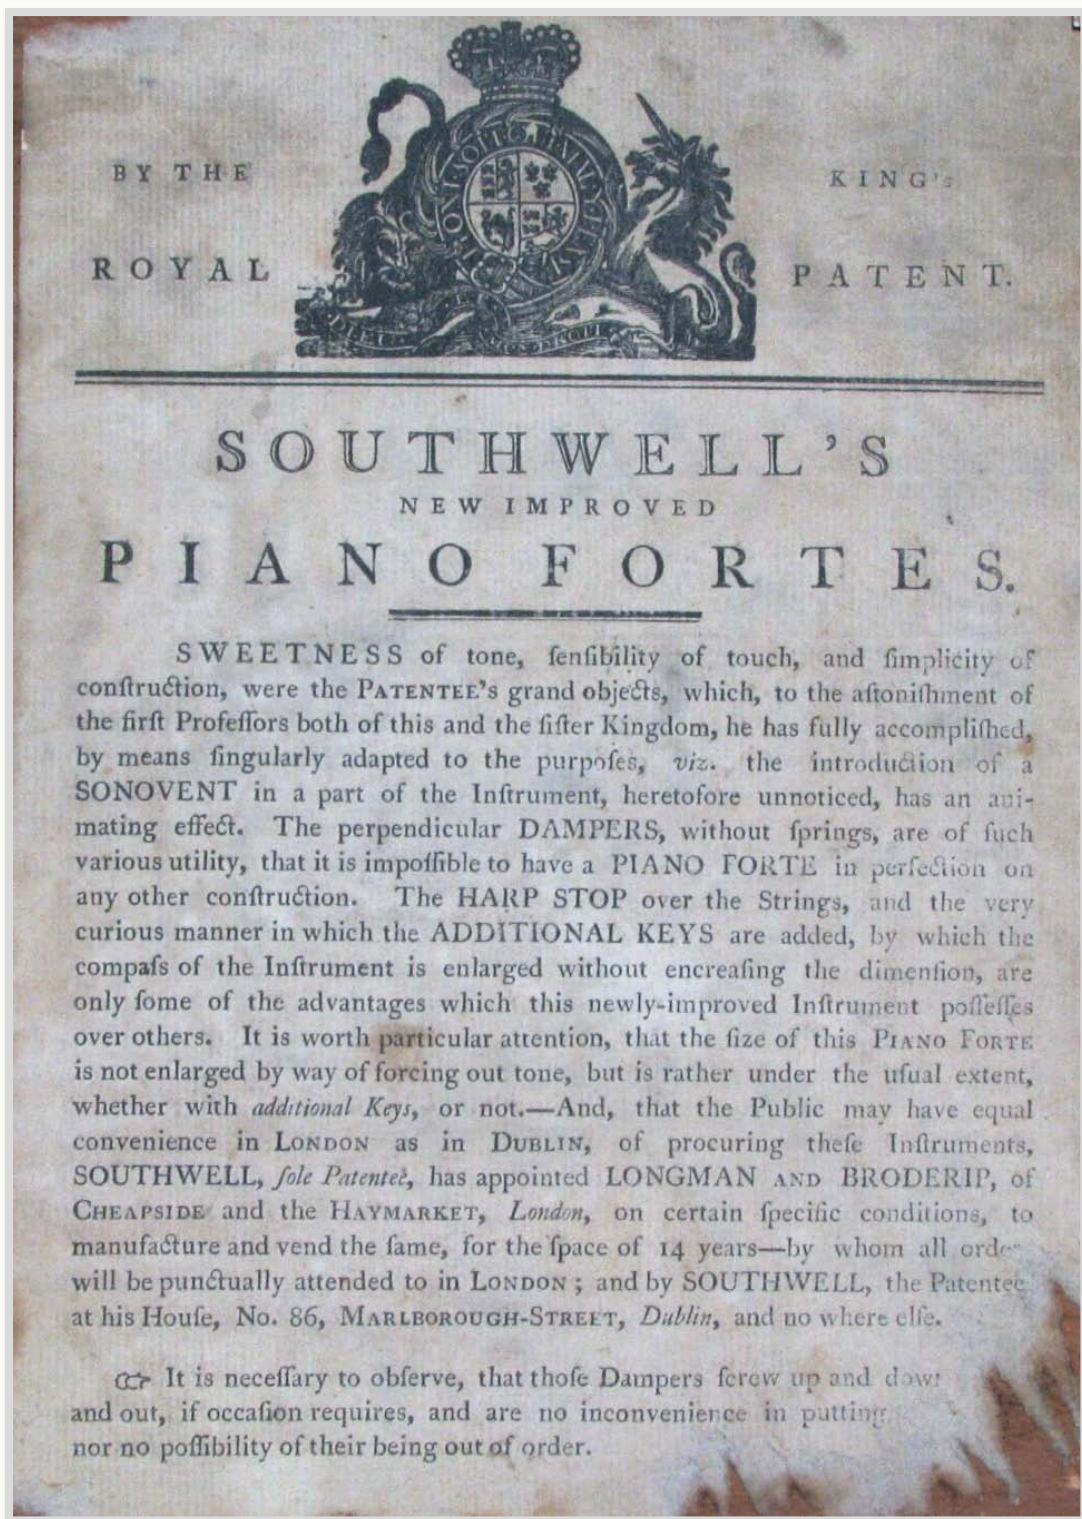 BY THE KING's
ROYAL PATENT.
SOUTHWELL'S
NEW IMPROVED
PIANO FORTES.
SWEETNESS of tone, ſenſibility of touch, and ſimplicity of
conſtruction, were the PATENTEE's grand objects, which, to the aſtoniſhment of
the firſt Profeſſors both of this and the ſiſter Kingdom, he has fully accompliſhed,
by means ſingularly adapted to the purpoſes, viz. the introduction of a
SONOVENT in a part of the Inſtrument, heretofore unnoticed, has an ani-
mating effect. The perpendicular DAMPERS, without ſprings, are of ſuch
various utility, that it is impoſſible to have a PIANO FORTE in perfection on
any other conſtruction. The HARP STOP over the Strings, and the very
curious manner in which the ADDITIONAL KEYS are added, by which the
compaſs of the Inſtrument is enlarged without encreaſing the dimenſion, are
only ſome of the advantages which this newly-improved Inſtrument poſſeſſes
over others. It is worth particular attention, that the ſize of this PIANO FORTE
is not enlarged by way of forcing out tone, but is rather under the uſual extent,
whether with additional Keys, or not.—And, that the Public may have equal
convenience in LONDON as in DUBLIN, of procuring theſe Inſtruments,
SOUTHWELL, ſole Patentee, has appointed LONGMAN AND BRODERIP, of
CHEAPSIDE and the HAYMARKET, London, on certain ſpecific conditions, to
manufacture and vend the ſame, for the ſpace of 14 years—by whom all
will be punctually attended to in LONDON; and by SOUTHWELL, the Patentee
at his Houſe, No. 86, MARLBOROUGH-STREET, Dublin, and no where elſe.
☞ It is neceſſary to obſerve, that thoſe Dampers ſcrew up and
and out, if occaſion requires, and are no inconvenience in putting
nor no poſſibility of their being out of order.